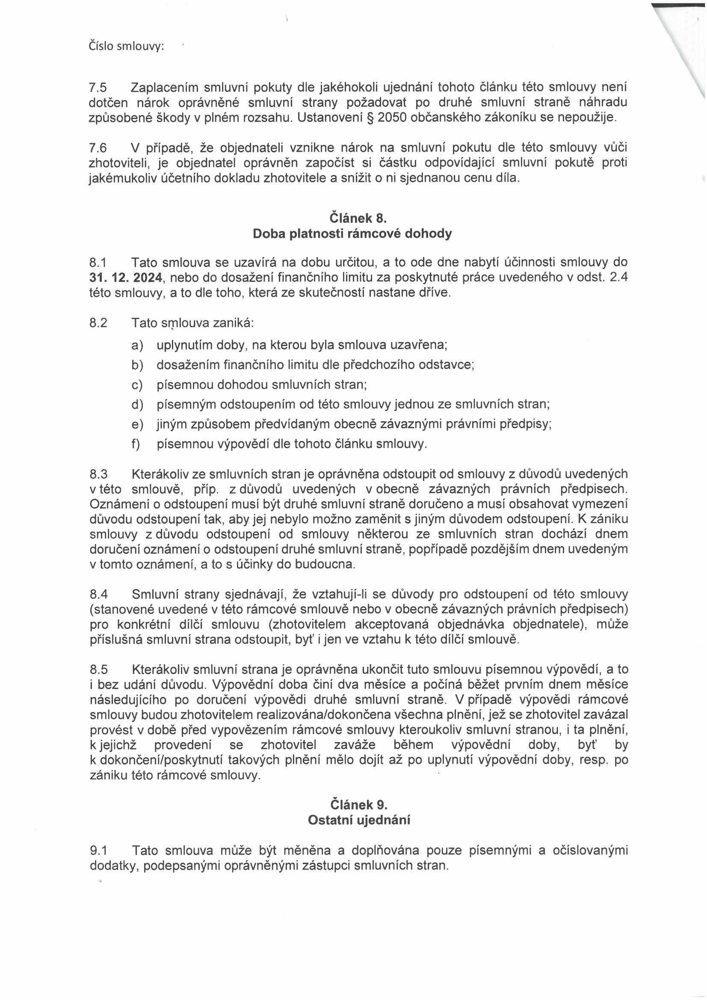 Číslo smlouvy:
7.5 Zaplacením smluvní pokuty dle jakéhokoli ujednání tohoto článku této smlouvy není
dotčen nárok oprávněné smluvní strany požadovat po druhé smluvní straně náhradu
způsobené škody v plném rozsahu. Ustanovení § 2050 občanského zákoníku se nepoužije.
7.6 V případě, že objednateli vznikne nárok na smluvní pokutu dle této smlouvy vůči
zhotoviteli, je objednatel oprávněn započíst si částku odpovídající smluvní pokutě proti
jakémukoliv účetního dokladu zhotovitele a snížit o ni sjednanou cenu díla.
Článek 8.
Doba platnosti rámcové dohody
8.1 Tato smlouva se uzavírá na dobu určitou, a to ode dne nabytí účinnosti smlouvy do
31. 12. 2024, nebo do dosažení finančního limitu za poskytnuté práce uvedeného v odst. 2.4
této smlouvy, a to dle toho, která ze skutečností nastane dříve.
8.2 Tato smlouva zaniká:
a) uplynutím doby, na kterou byla smlouva uzavřena;
b) dosažením finančního limitu dle předchozího odstavce;
c) písemnou dohodou smluvních stran;
d) písemným odstoupením od této smlouvy jednou ze smluvních stran;
e) jiným způsobem předvídaným obecně závaznými právními předpisy;
f) písemnou výpovědí dle tohoto článku smlouvy.
8.3 Kterákoliv ze smluvních stran je oprávněna odstoupit od smlouvy z důvodů uvedených
v této smlouvě, příp. z důvodů uvedených v obecně závazných právních předpisech.
Oznámení o odstoupení musí být druhé smluvní straně doručeno a musí obsahovat vymezení
důvodu odstoupení tak, aby jej nebylo možno zaměnit s jiným důvodem odstoupení. K zániku
smlouvy z důvodu odstoupení od smlouvy některou ze smluvních stran dochází dnem
doručení oznámení o odstoupení druhé smluvní straně, popřípadě pozdějším dnem uvedeným
v tomto oznámení, a to s účinky do budoucna.
8.4 Smluvní strany sjednávají, že vztahují-li se důvody pro odstoupení od této smlouvy
(stanovené uvedené v této rámcové smlouvě nebo v obecně závazných právních předpisech)
pro konkrétní dílčí smlouvu (zhotovitelem akceptovaná objednávka objednatele), může
příslušná smluvní strana odstoupit, byť i jen ve vztahu k této dílčí smlouvě.
8.5 Kterákoliv smluvní strana je oprávněna ukončit tuto smlouvu písemnou výpovědí, a to
i bez udání důvodu. Výpovědní doba činí dva měsíce a počíná běžet prvním dnem měsíce
následujícího po doručení výpovědi druhé smluvní straně. V případě výpovědi rámcové
smlouvy budou zhotovitelem realizována/dokončena všechna plnění, jež se zhotovitel zavázal
provést v době před vypovězením rámcové smlouvy kteroukoliv smluvní stranou, i ta plnění,
k jejichž provedení se zhotovitel zaváže během výpovědní doby, byť by
k dokončení/poskytnutí takových plnění mělo dojít až po uplynutí výpovědní doby, resp. po
zániku této rámcové smlouvy.
Článek 9.
Ostatní ujednání
9.1 Tato smlouva může být měněna a doplňována pouze písemnými a očíslovanými
dodatky, podepsanými oprávněnými zástupci smluvních stran.